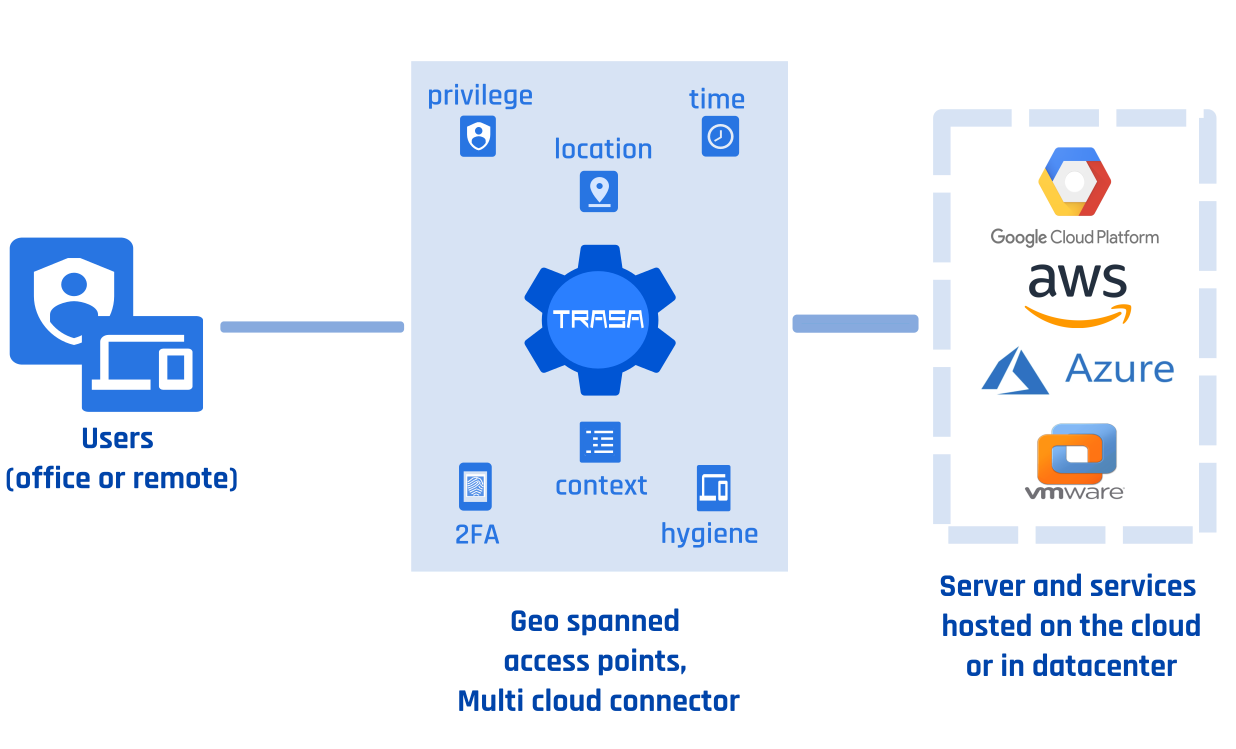 privilege
time
location
TRASA
context
2FA
hygiene
Users
(office or remote)
Geo spanned
access points,
Multi cloud connector
Google Cloud Platform
aws
Azure
vmware
Server and services
hosted on the cloud
or in datacenter